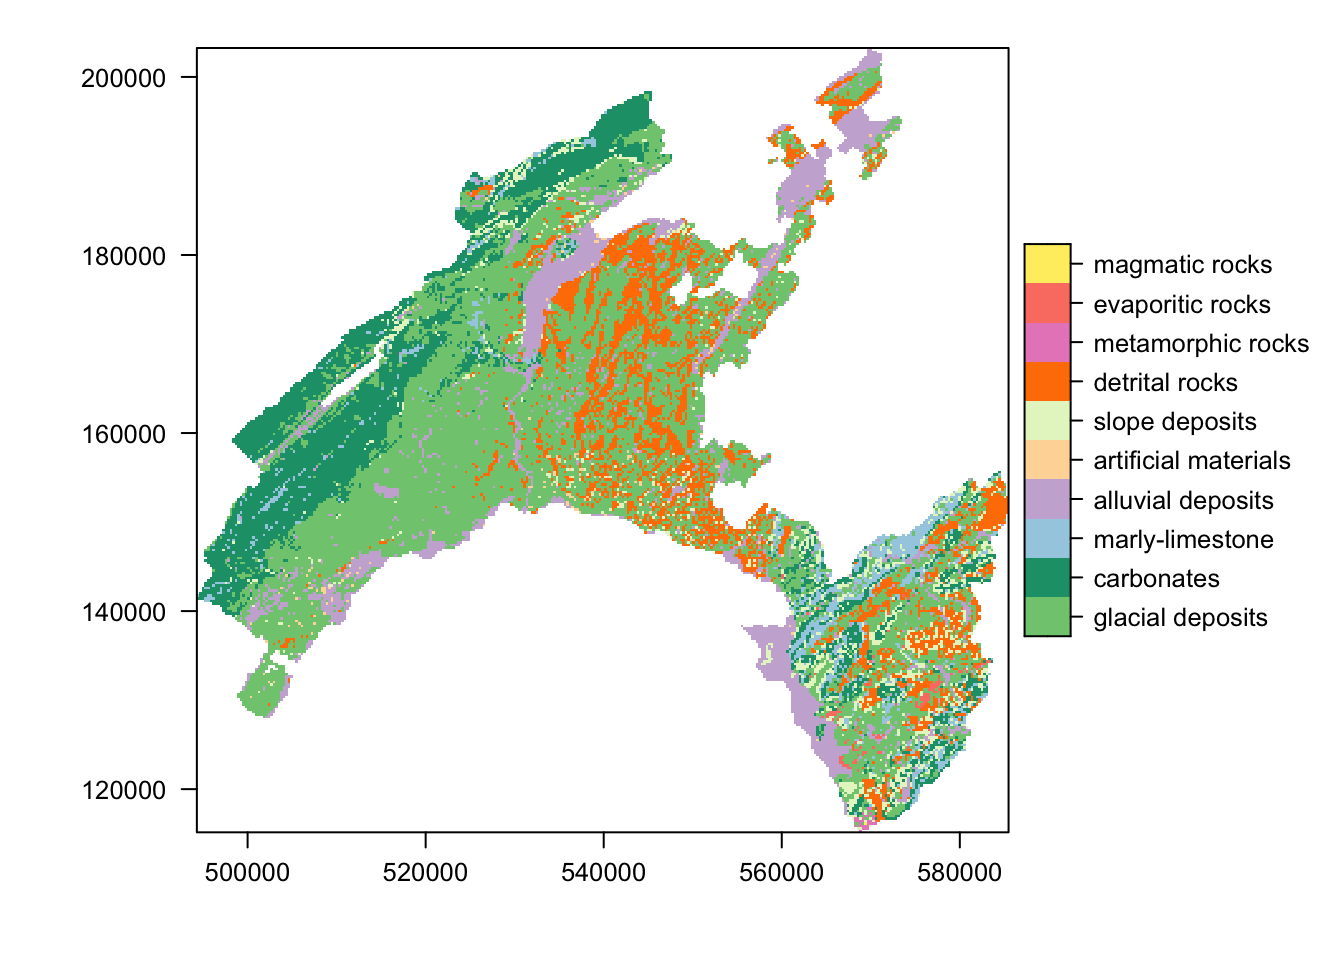 200000
180000
160000
140000
120000
500000
520000
540000
560000
580000
magmatic rocks
evaporitic rocks
metamorphic rocks
detrital rocks
slope deposits
artificial materials
alluvial deposits
marly-limestone
carbonates
glacial deposits